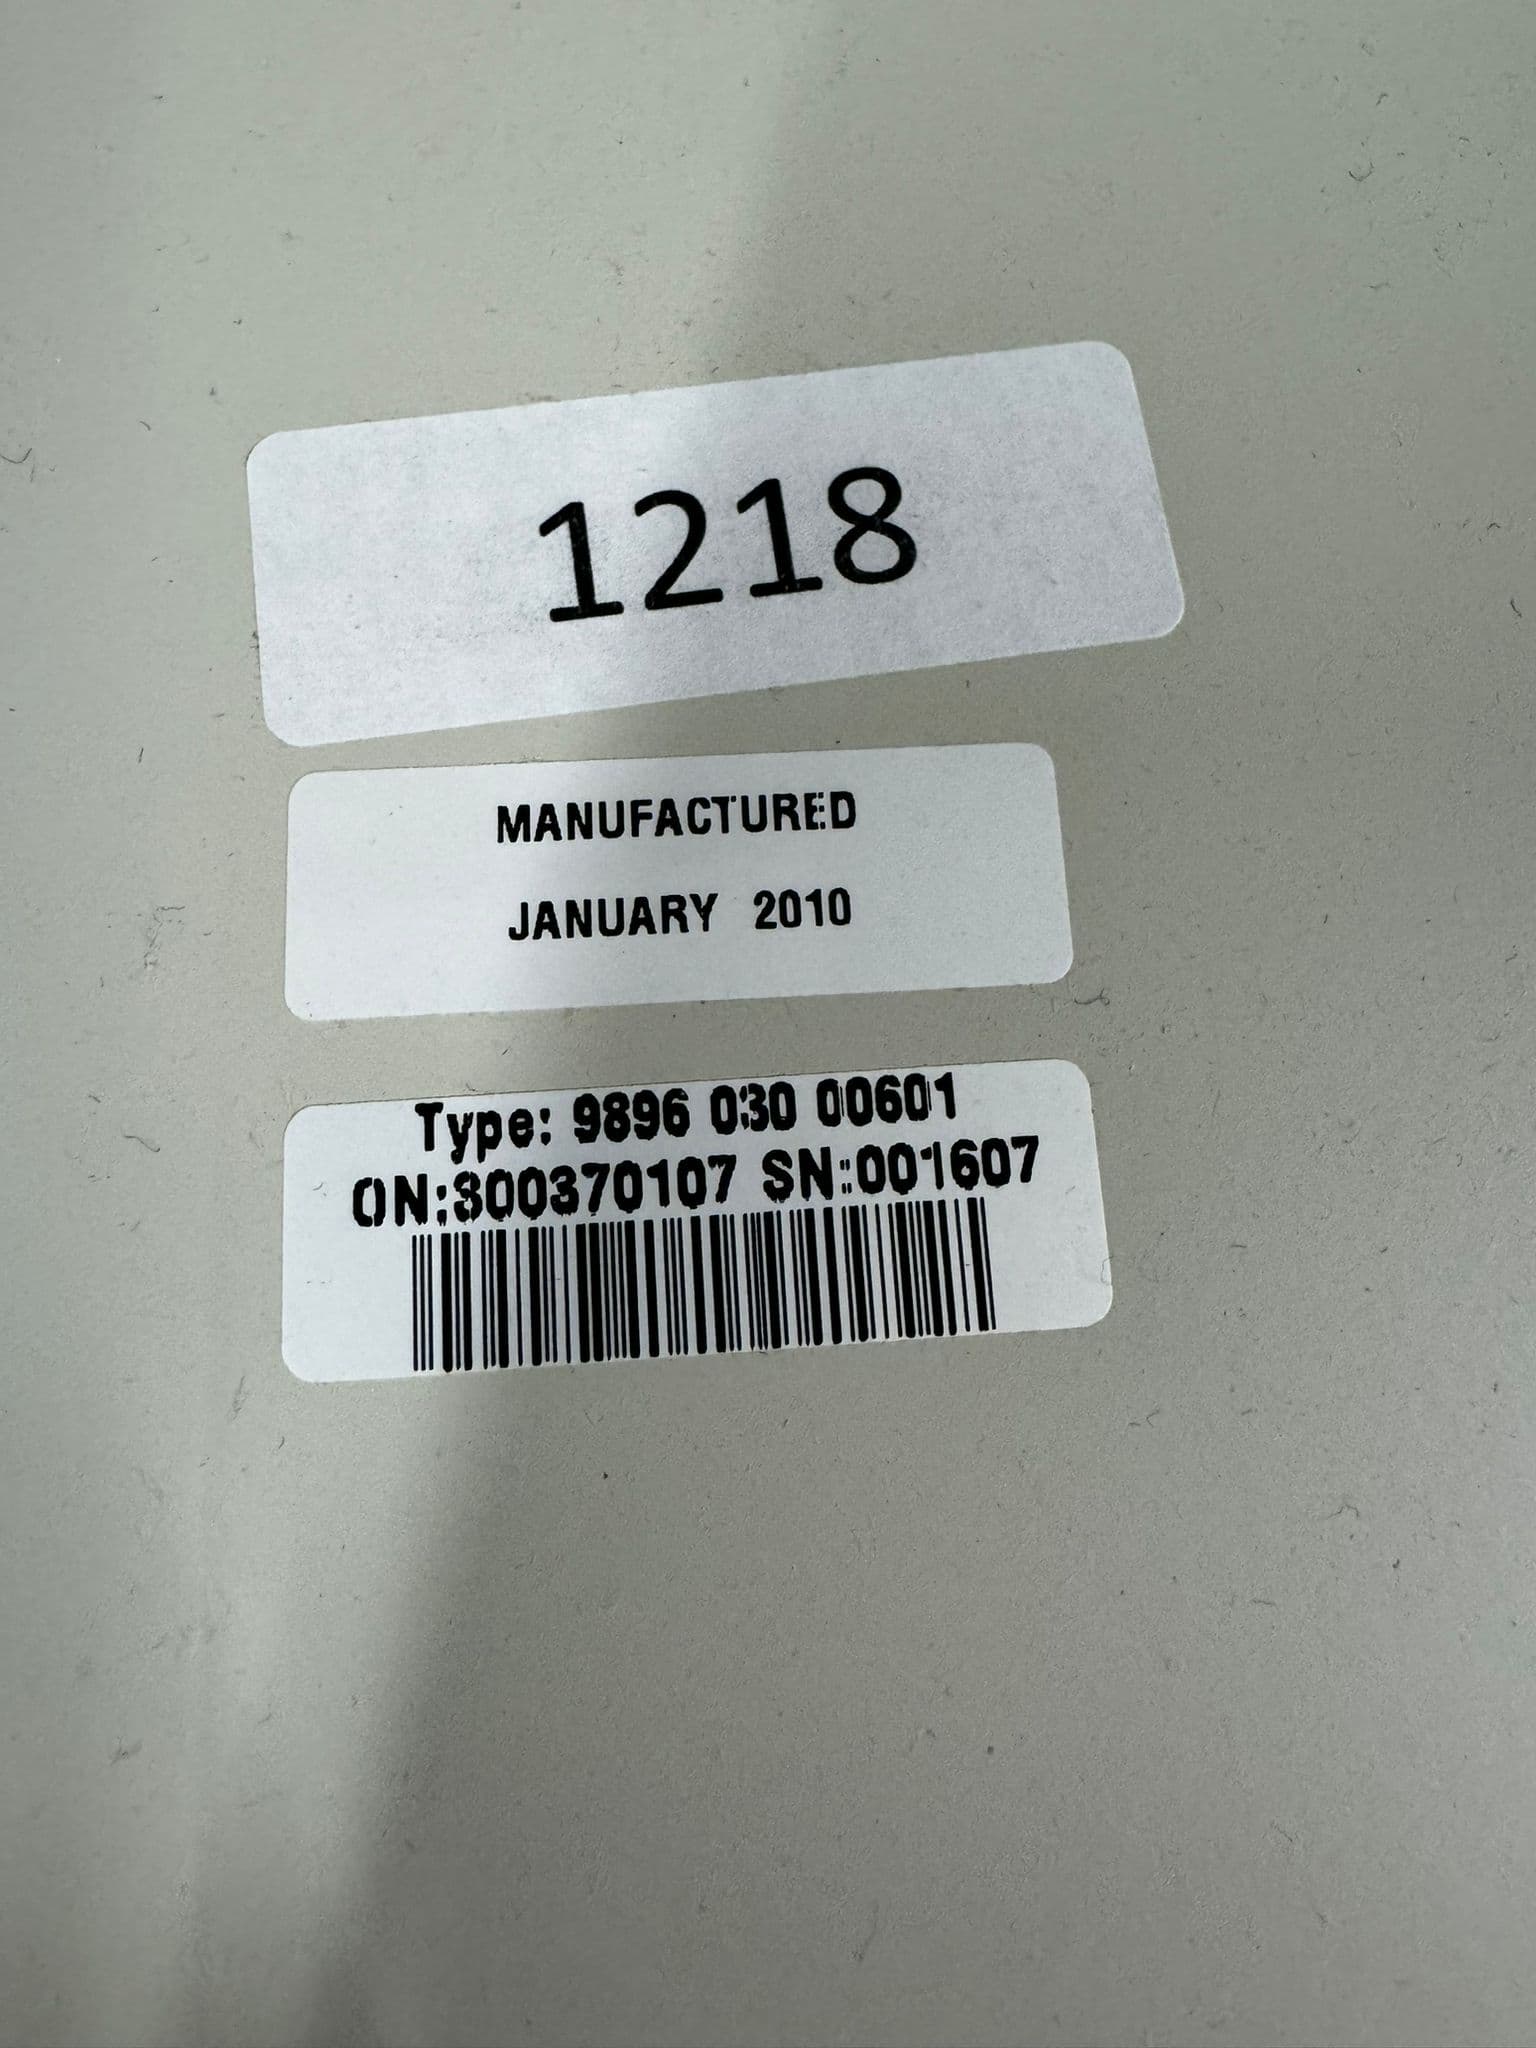 1218
MANUFACTURED
JANUARY 2010
Type: 9896 030 00601
ON:300370107 SN:001607